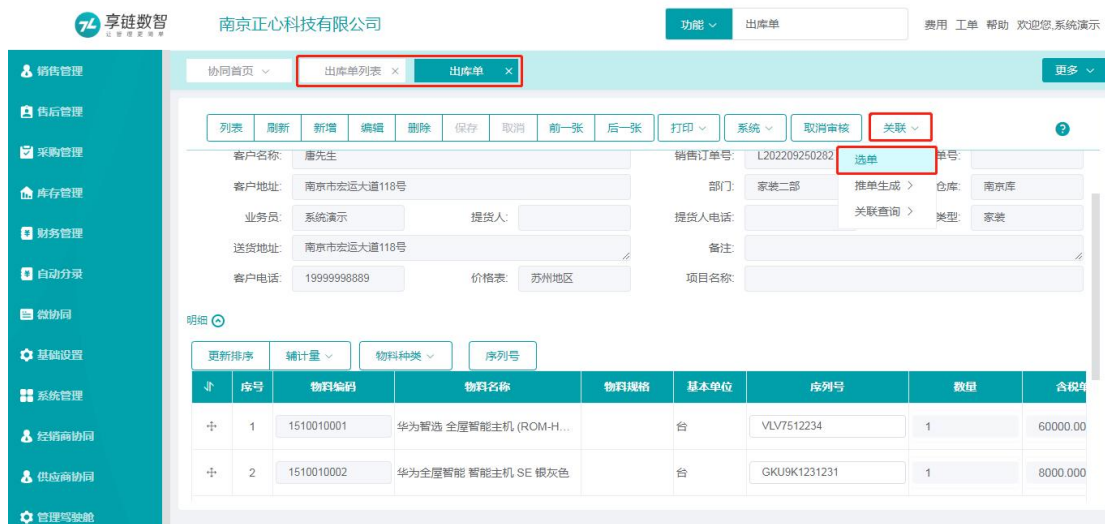 享链数智 南京正心科技有限公司 功能 出库单 费用 工单 帮助 欢迎您,系统演示
让管理更简单
销售管理 协同首页 出库单列表 × 出库单 × 更多
售后管理
列表 刷新 新增 编辑 删除 保存 取消 前一张 后一张 打印 系统 取消审核 关联 ?
采购管理
客户名称: 唐先生 销售订单号: L202209250282 选单 单号:
库存管理
客户地址: 南京市宏运大道118号 部门: 家装二部 推单生成 仓库: 南京库
业务员: 系统演示 提货人: 提货人电话: 关联查询 类型: 家装
财务管理
送货地址: 南京市宏运大道118号 备注:
自动分录
客户电话: 19999998889 价格表: 苏州地区 项目名称:
微协同
明细
基础设置
更新排序 辅计量 物料种类 序列号
系统管理
序号 物料编码 物料名称 物料规格 基本单位 序列号 数量 含税单
经销商协同
1 1510010001 华为智选 全屋智能主机 (ROM-H... 台 VLV7512234 1 60000.00
供应商协同
2 1510010002 华为全屋智能 智能主机 SE 银灰色 台 GKU9K1231231 1 8000.000
管理驾驶舱